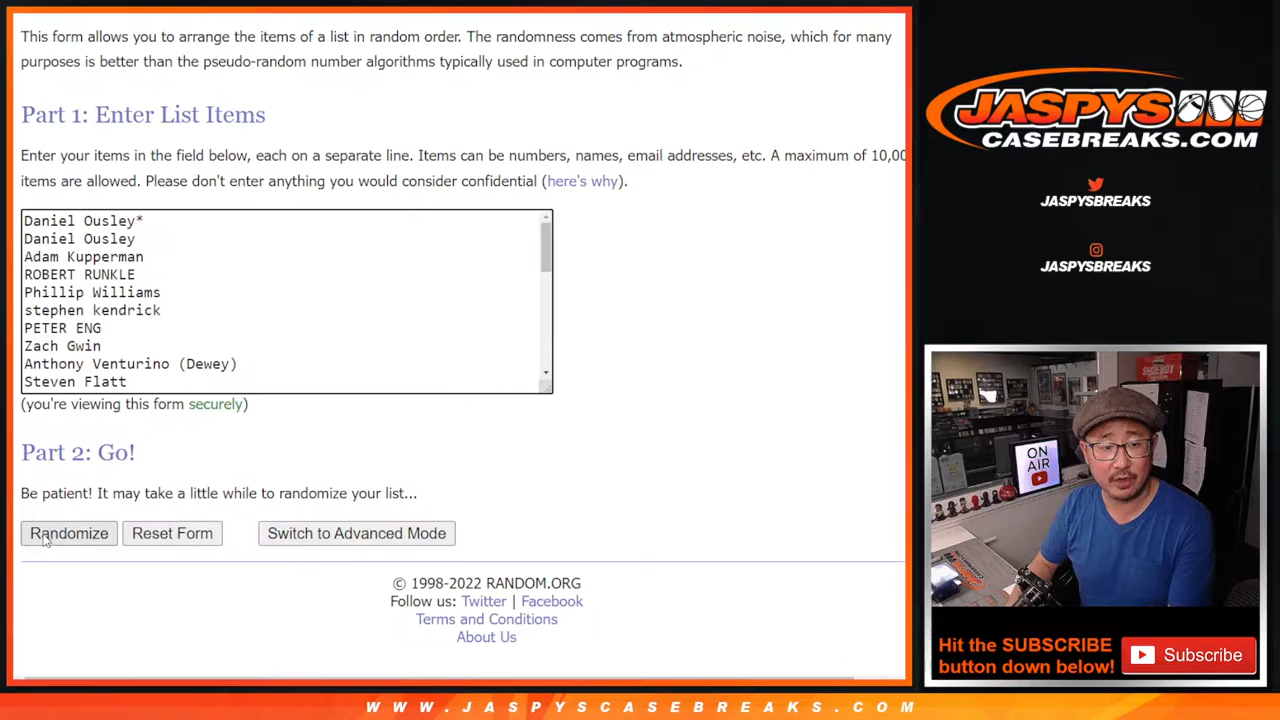 This form allows you to arrange the items of a list in random order. The randomness comes from atmospheric noise, which for many
purposes is better than the pseudo-random number algorithms typically used in computer programs.
Part 1: Enter List Items
Enter your items in the field below, each on a separate line. Items can be numbers, names, email addresses, etc. A maximum of 10,00
items are allowed. Please don't enter anything you would consider confidential (here's why).
Daniel Ousley*
Daniel Ousley
Adam Kupperman
ROBERT RUNKLE
Phillip Williams
stephen kendrick
PETER ENG
Zach Gwin
Anthony Venturino (Dewey)
Steven Flatt
(you're viewing this form securely)
Part 2: Go!
Be patient! It may take a little while to randomize your list...
Randomize Reset Form Switch to Advanced Mode
© 1998-2022 RANDOM.ORG
Follow us: Twitter | Facebook
Terms and Conditions
About Us
JASPYS
CASEBREAKS.COM
JASPYSBREAKS
JASPYSBREAKS
SHOEBOX
ON
AIR
Hit the SUBSCRIBE
button down below!
Subscribe
WWW.JASPYSCASEBREAKS.COM